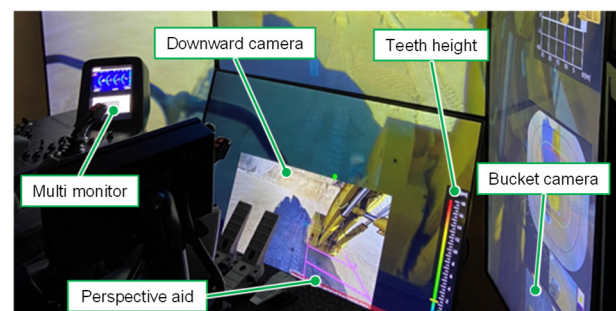 Downward camera
Teeth height
Multi monitor
Bucket camera
Perspective aid